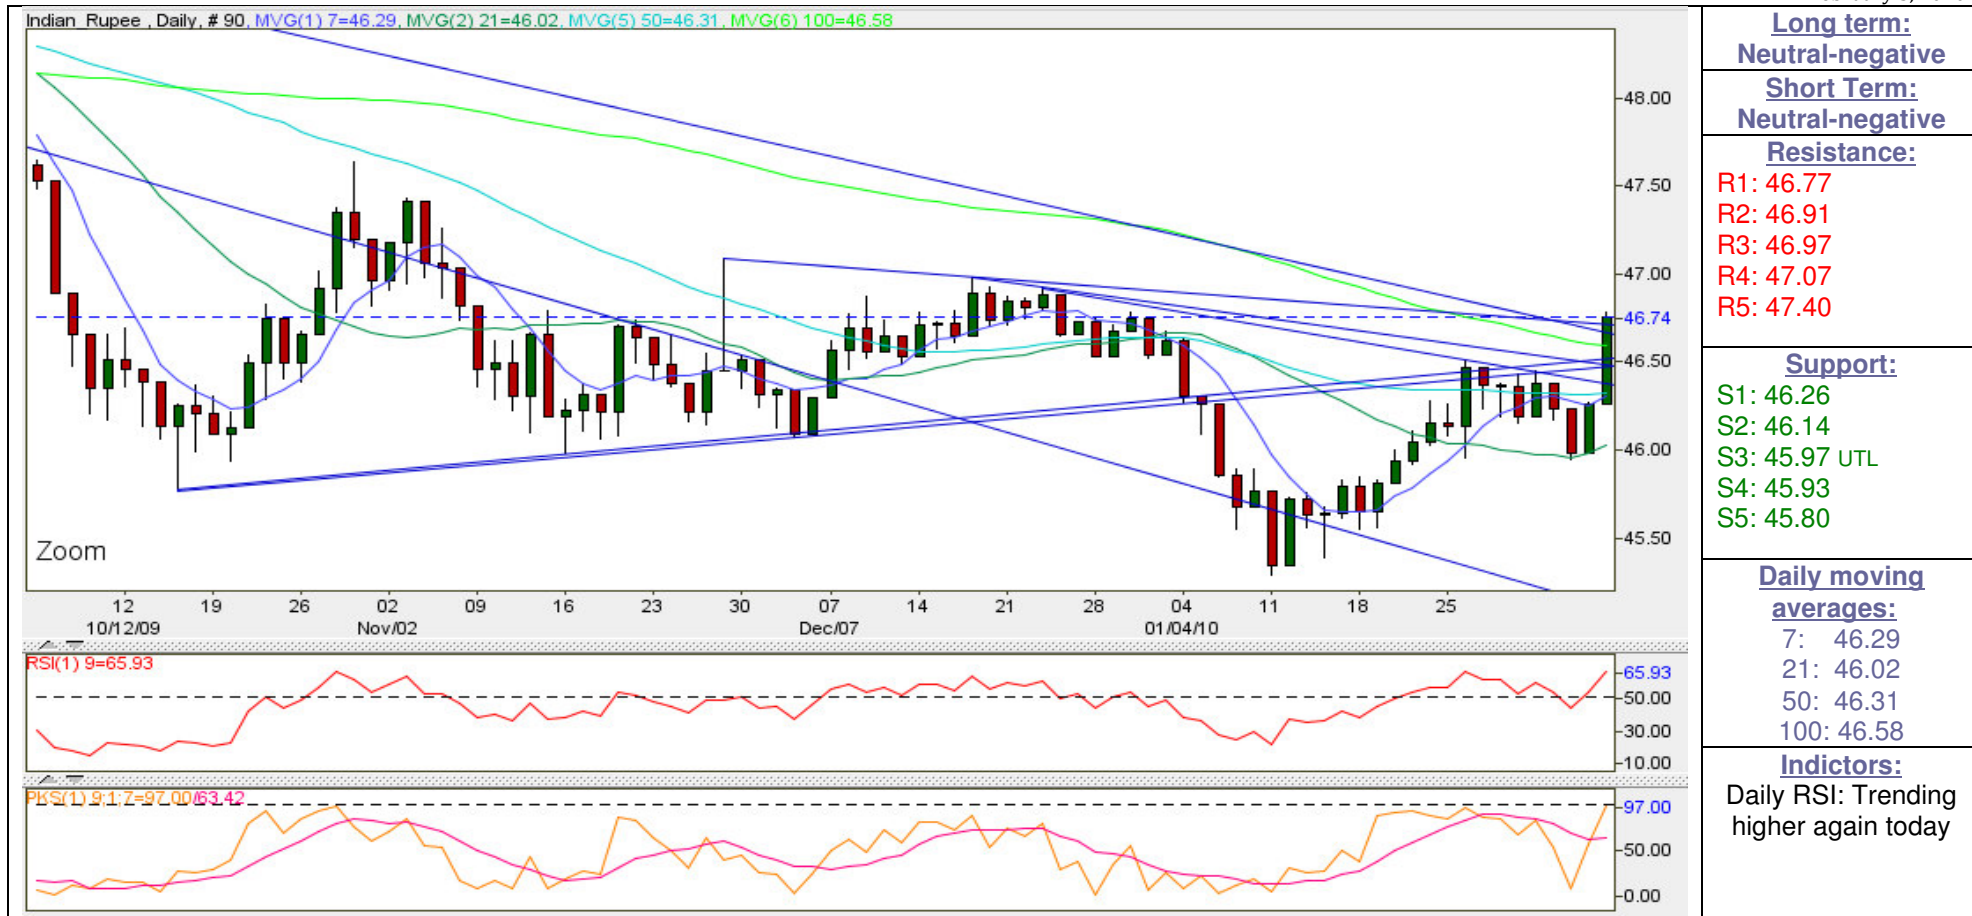 Indian_Rupee , Daily, # 90, MVG(1) 7=46.29, MVG(2) 21=46.02, MVG(5) 50=46.31, MVG(6) 100=46.58
48.00
47.50
47.00
46.74
46.50
46.00
45.50
Zoom
12 19 26 02 09 16 23 30 07 14 21 28 04 11 18 25
10/12/09 Nov/02 Dec/07 01/04/10
RSI(1) 9=65.93
65.93
50.00
30.00
10.00
PKS(1) 9;1;7=97.00/63.42
97.00
50.00
0.00
Long term:
Neutral-negative
Short Term:
Neutral-negative
Resistance:
R1: 46.77
R2: 46.91
R3: 46.97
R4: 47.07
R5: 47.40
Support:
S1: 46.26
S2: 46.14
S3: 45.97 UTL
S4: 45.93
S5: 45.80
Daily moving
averages:
7: 46.29
21: 46.02
50: 46.31
100: 46.58
Indictors:
Daily RSI: Trending
higher again today